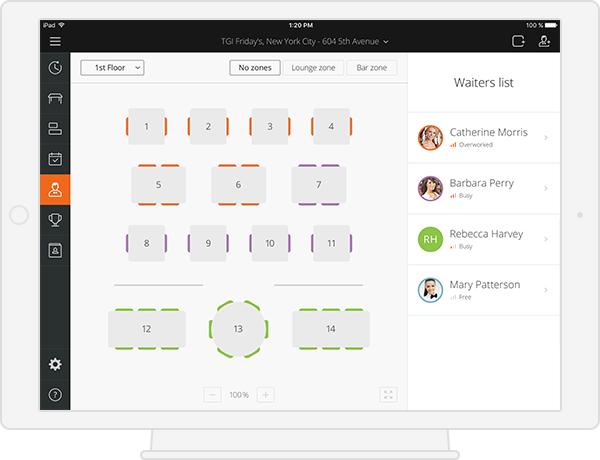 iPad 1:20 PM 100 %
TGI Friday's, New York City - 604 5th Avenue
1st Floor No zones Lounge zone Bar zone
Waiters list
1 2 3 4
5 6 7
8 9 10 11
12 13 14
100%
Catherine Morris
Overworked
Barbara Perry
Busy
RH
Rebecca Harvey
Busy
Mary Patterson
Free
?